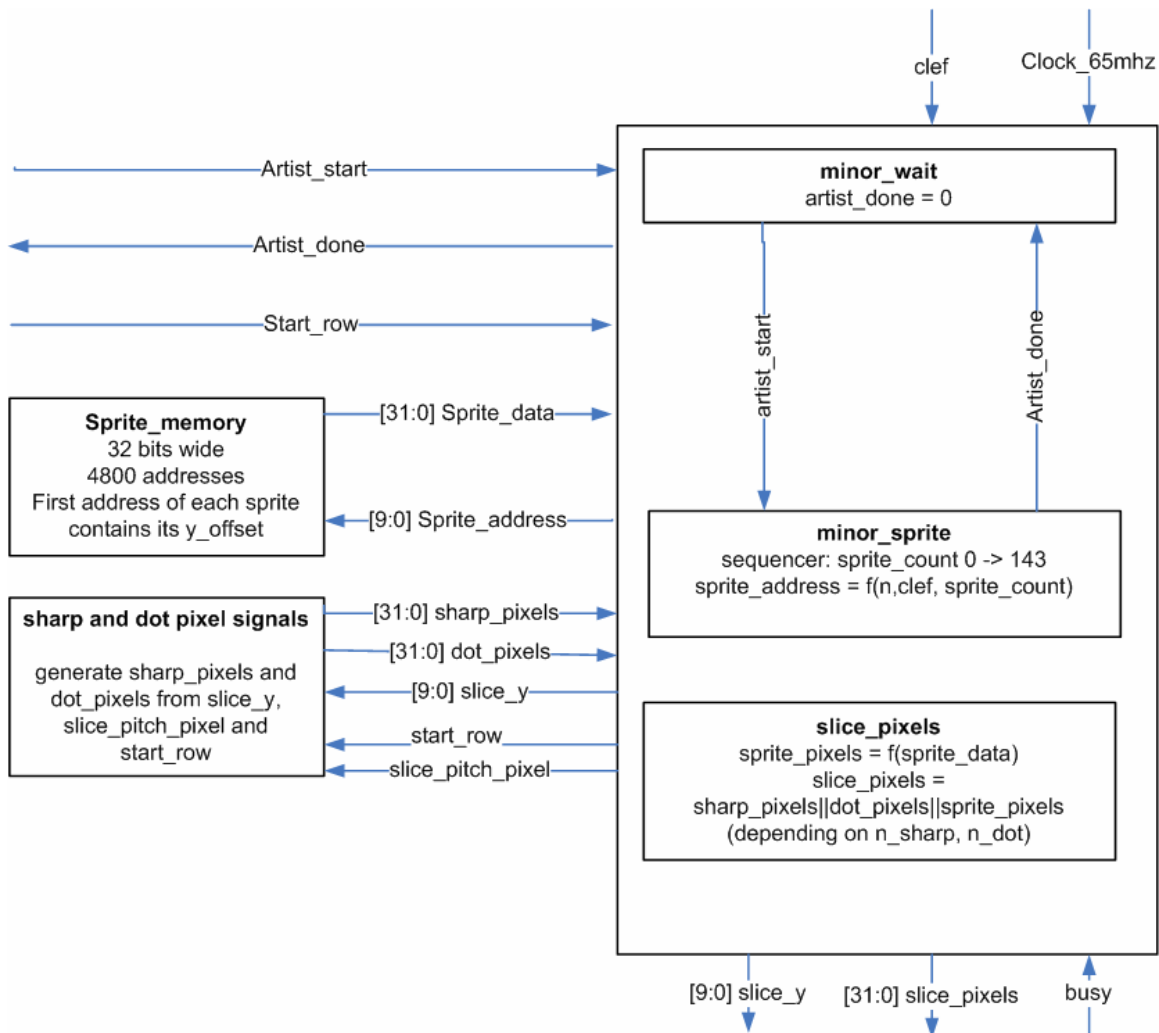 clef
Clock_65mhz
Artist_start
minor_wait
artist_done = 0
Artist_done
Start_row
artist_start
Artist_done
Sprite_memory
32 bits wide
4800 addresses
First address of each sprite
contains its y_offset
[31:0] Sprite_data
[9:0] Sprite_address
minor_sprite
sequencer: sprite_count 0 -> 143
sprite_address = f(n,clef, sprite_count)
sharp and dot pixel signals
generate sharp_pixels and
dot_pixels from slice_y,
slice_pitch_pixel and
start_row
[31:0] sharp_pixels
[31:0] dot_pixels
[9:0] slice_y
start_row
slice_pitch_pixel
slice_pixels
sprite_pixels = f(sprite_data)
slice_pixels =
sharp_pixels||dot_pixels||sprite_pixels
(depending on n_sharp, n_dot)
[9:0] slice_y
[31:0] slice_pixels
busy